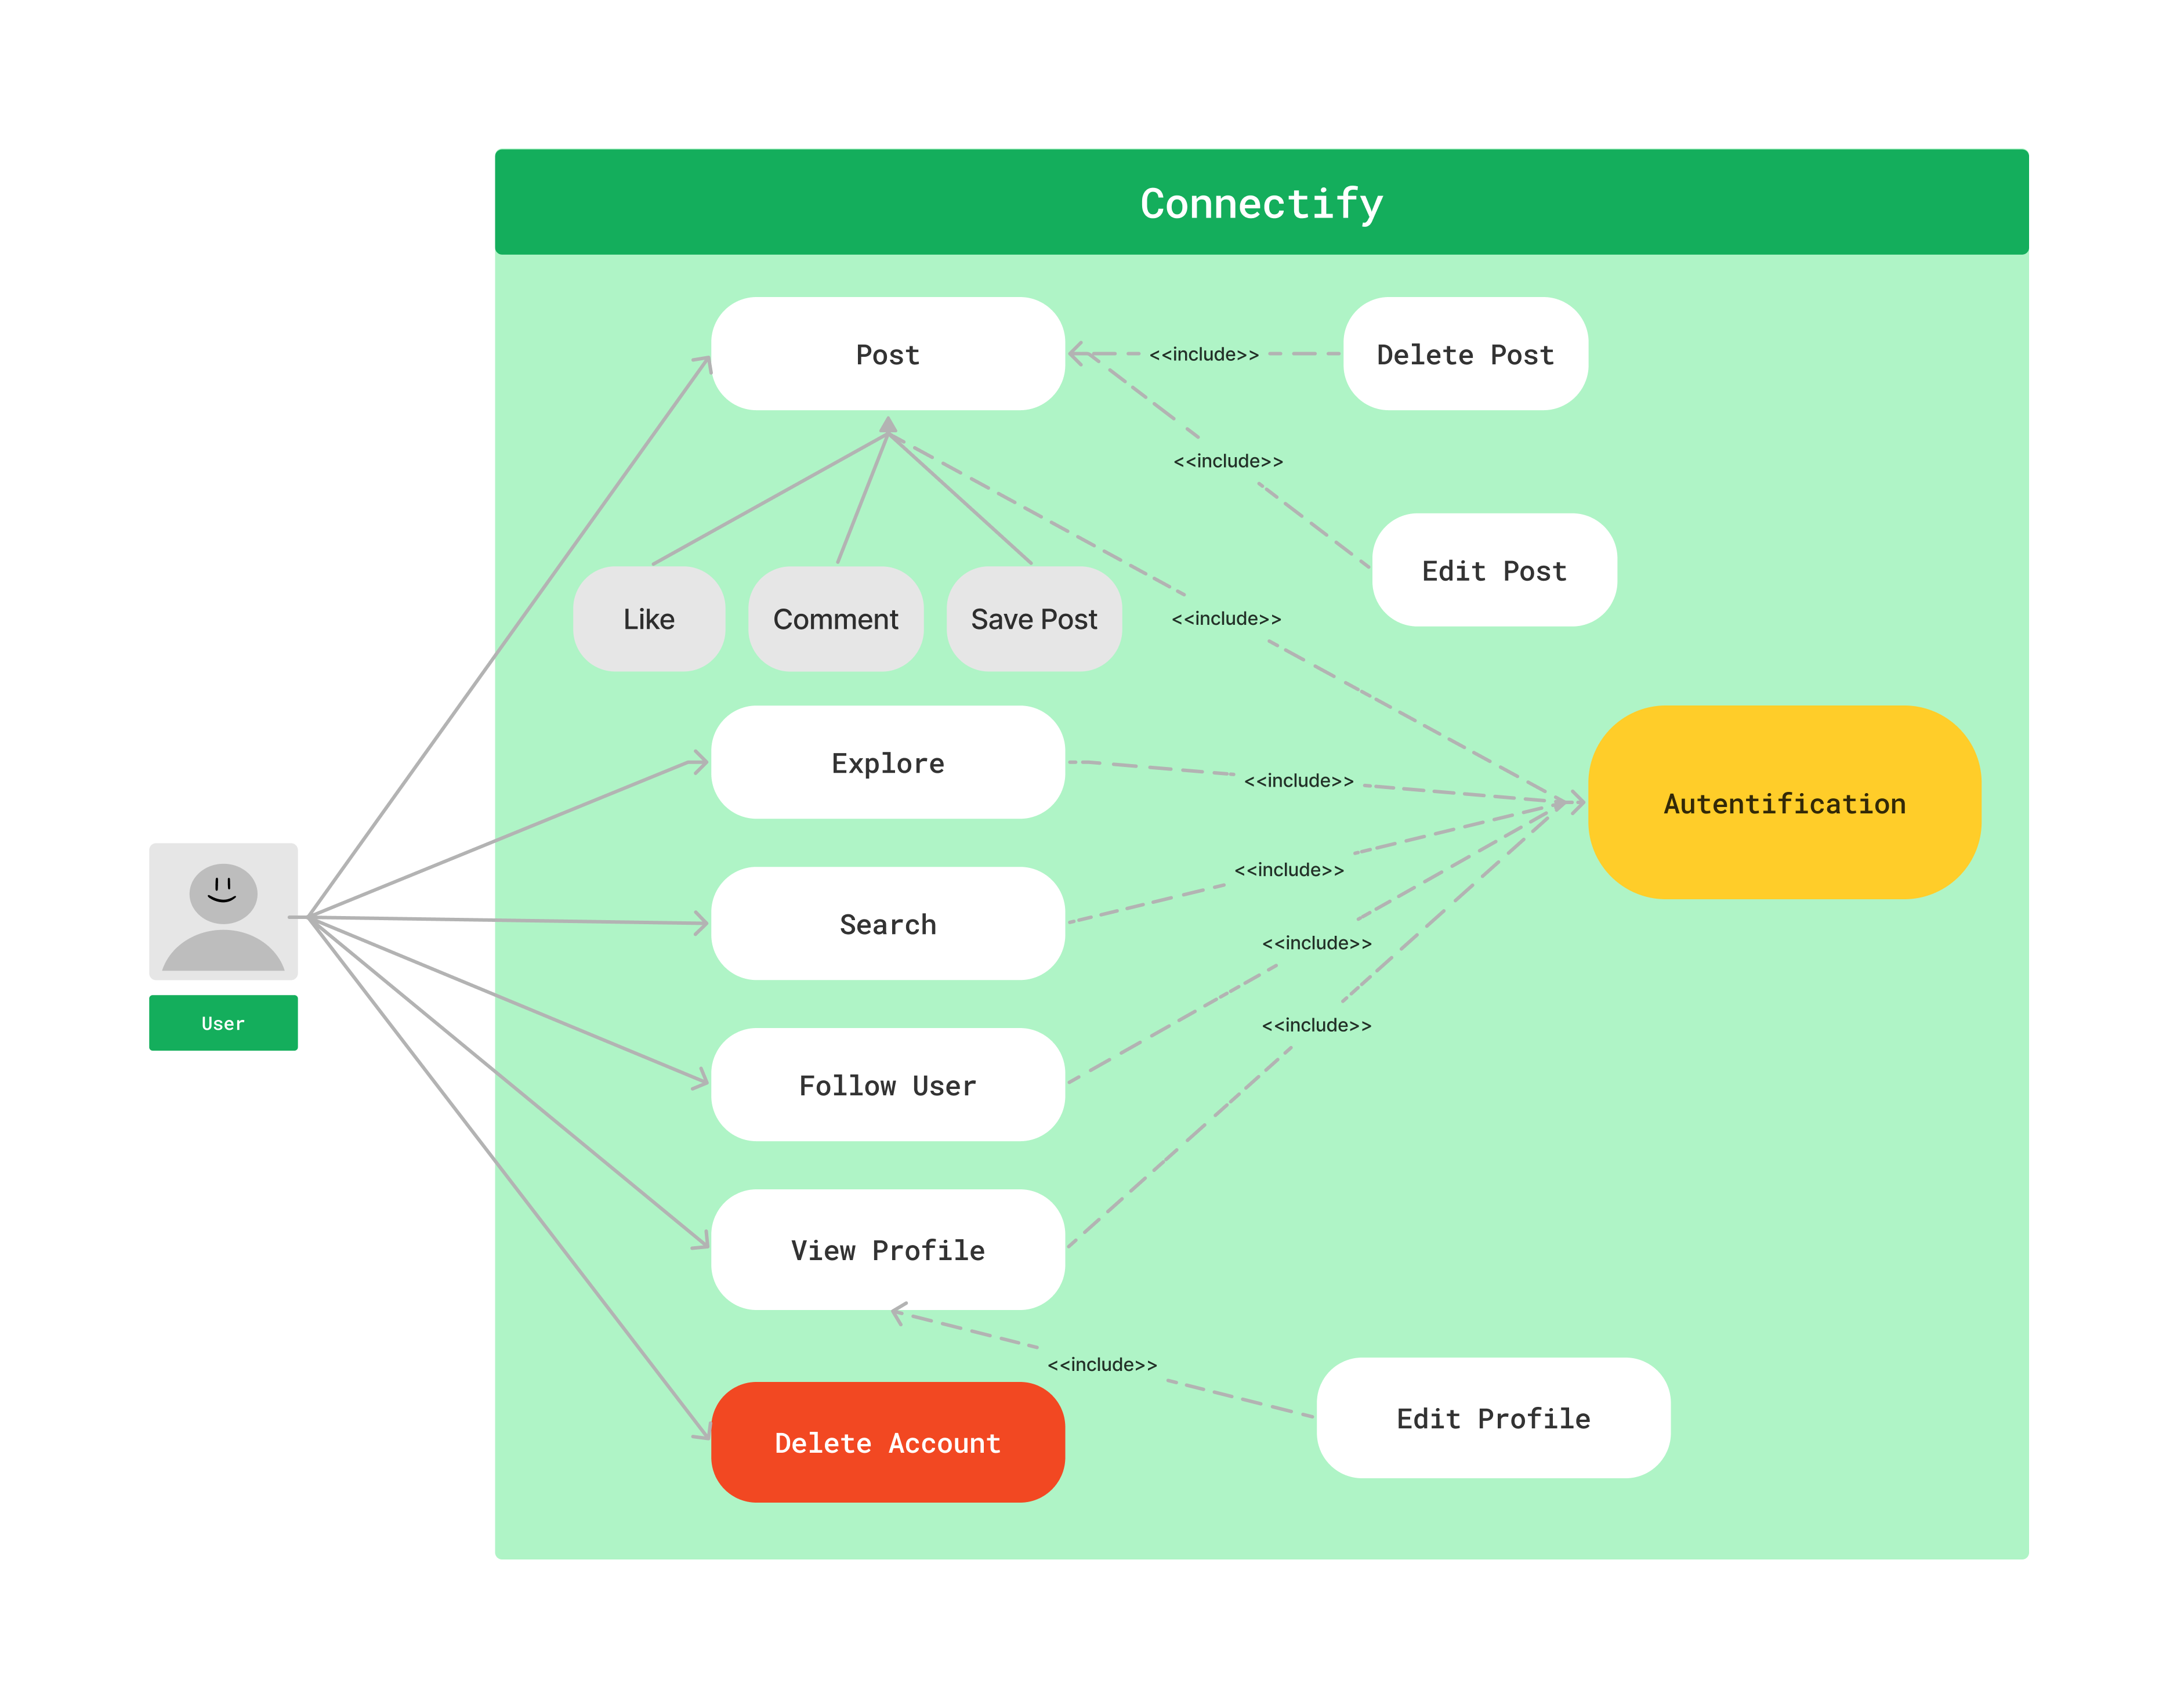 Connectify
Post
<<include>>
Delete Post
<<include>>
Edit Post
Like
Comment
Save Post
<<include>>
Explore
<<include>>
Autentification
Search
<<include>>
<<include>>
User
Follow User
<<include>>
View Profile
<<include>>
Edit Profile
Delete Account